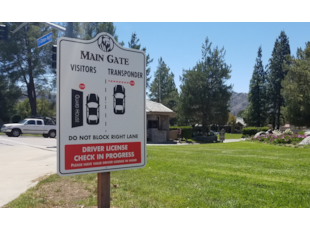 MAIN GATE
VISITORS TRANSPONDER
DO NOT BLOCK RIGHT LANE
DRIVER LICENSE
CHECK IN PROGRESS